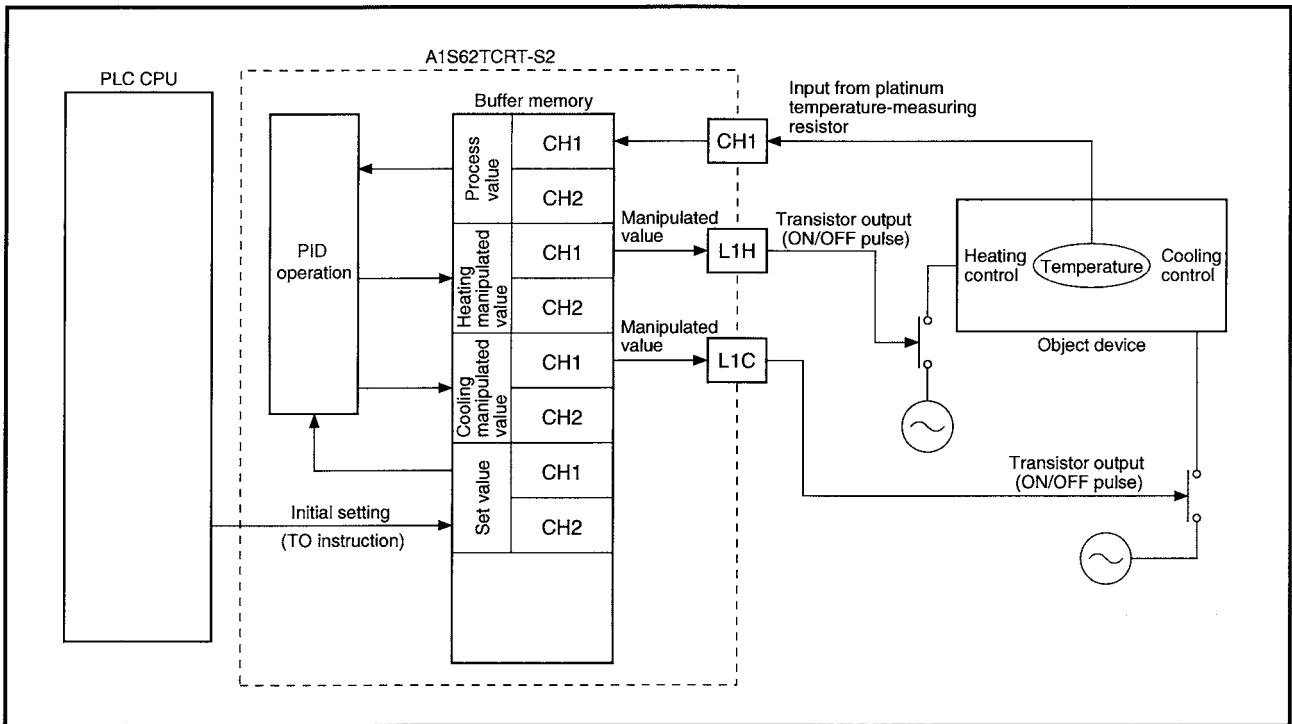 A1S62TCRT-S2
PLC CPU
Buffer memory
PID
operation
Process
value
CH1
CH2
Heating
manipulated
value
CH1
CH2
Cooling
manipulated
value
CH1
CH2
Set value
CH1
CH2
Initial setting
(TO instruction)
Manipulated
value
Manipulated
value
CH1
L1H
L1C
Input from platinum
temperature-measuring
resistor
Transistor output
(ON/OFF pulse)
Heating
control
Temperature
Cooling
control
Object device
Transistor output
(ON/OFF pulse)